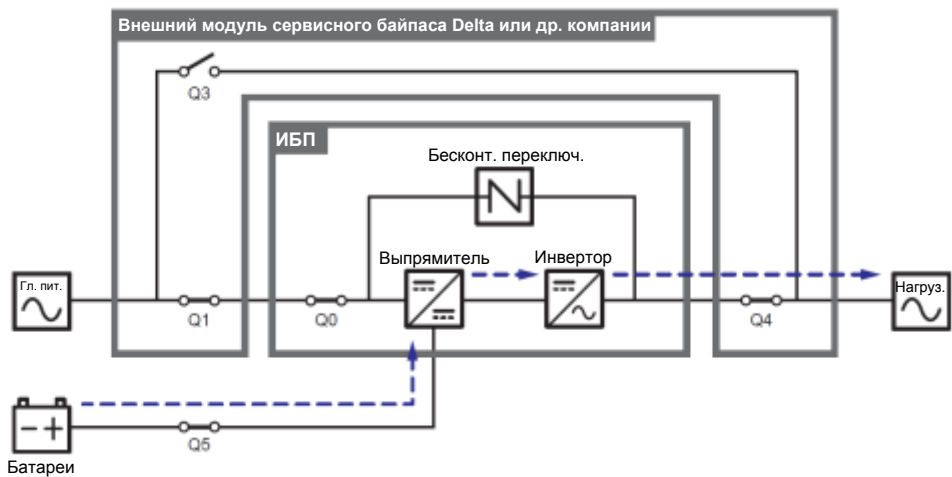 Внешний модуль сервисного байпаса Delta или др. компании
Q3
ИБП
Бесконт. переключ.
Выпрямитель
Инвертор
Гл. пит.
Нагруз.
Q1
Q0
Q4
Q5
Батареи